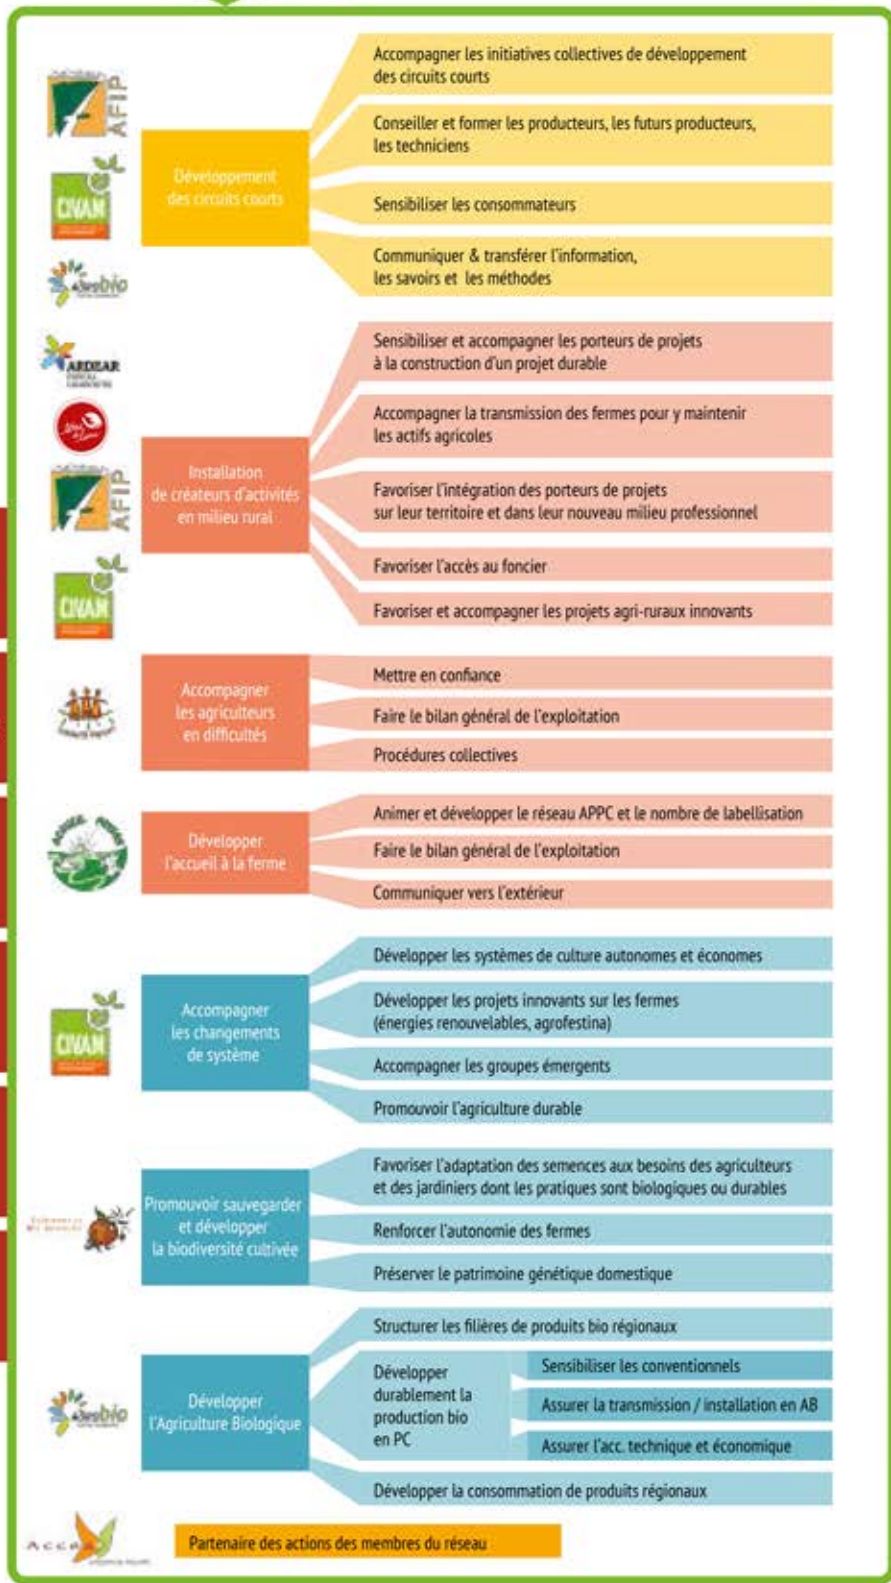 AFIP
CIVAM
Développement
des circuits courts
Accompagner les initiatives collectives de développement
des circuits courts
Conseiller et former les producteurs, les futurs producteurs,
les techniciens
Sensibiliser les consommateurs
Communiquer & transférer l'information,
les savoirs et les méthodes
ARDEAR
AFIP
CIVAM
Installation
de créateurs d'activités
en milieu rural
Sensibiliser et accompagner les porteurs de projets
à la construction d'un projet durable
Accompagner la transmission des fermes pour y maintenir
les actifs agricoles
Favoriser l'intégration des porteurs de projets
sur leur territoire et dans leur nouveau milieu professionnel
Favoriser l'accès au foncier
Favoriser et accompagner les projets agri-ruraux innovants
Accompagner
les agriculteurs
en difficultés
Mettre en confiance
Faire le bilan général de l'exploitation
Procédures collectives
Développer
l'accueil à la ferme
Animer et développer le réseau APPC et le nombre de labellisation
Faire le bilan général de l'exploitation
Communiquer vers l'extérieur
CIVAM
Accompagner
les changements
de système
Développer les systèmes de culture autonomes et économes
Développer les projets innovants sur les fermes
(énergies renouvelables, agrofestina)
Accompagner les groupes émergents
Promouvoir l'agriculture durable
Promouvoir sauvegarder
et développer
la biodiversité cultivée
Favoriser l'adaptation des semences aux besoins des agriculteurs
et des jardiniers dont les pratiques sont biologiques ou durables
Renforcer l'autonomie des fermes
Préserver le patrimoine génétique domestique
Développer
l'Agriculture Biologique
Structurer les filières de produits bio régionaux
Développer
durablement la
production bio
en PC
Sensibiliser les conventionnels
Assurer la transmission / installation en AB
Assurer l'acc. technique et économique
Développer la consommation de produits régionaux
Partenaire des actions des membres du réseau